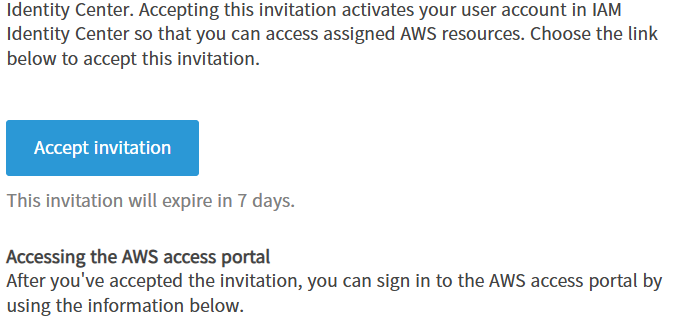 Identity Center. Accepting this invitation activates your user account in IAM
Identity Center so that you can access assigned AWS resources. Choose the link
below to accept this invitation.
Accept invitation
This invitation will expire in 7 days.
Accessing the AWS access portal
After you've accepted the invitation, you can sign in to the AWS access portal by
using the information below.